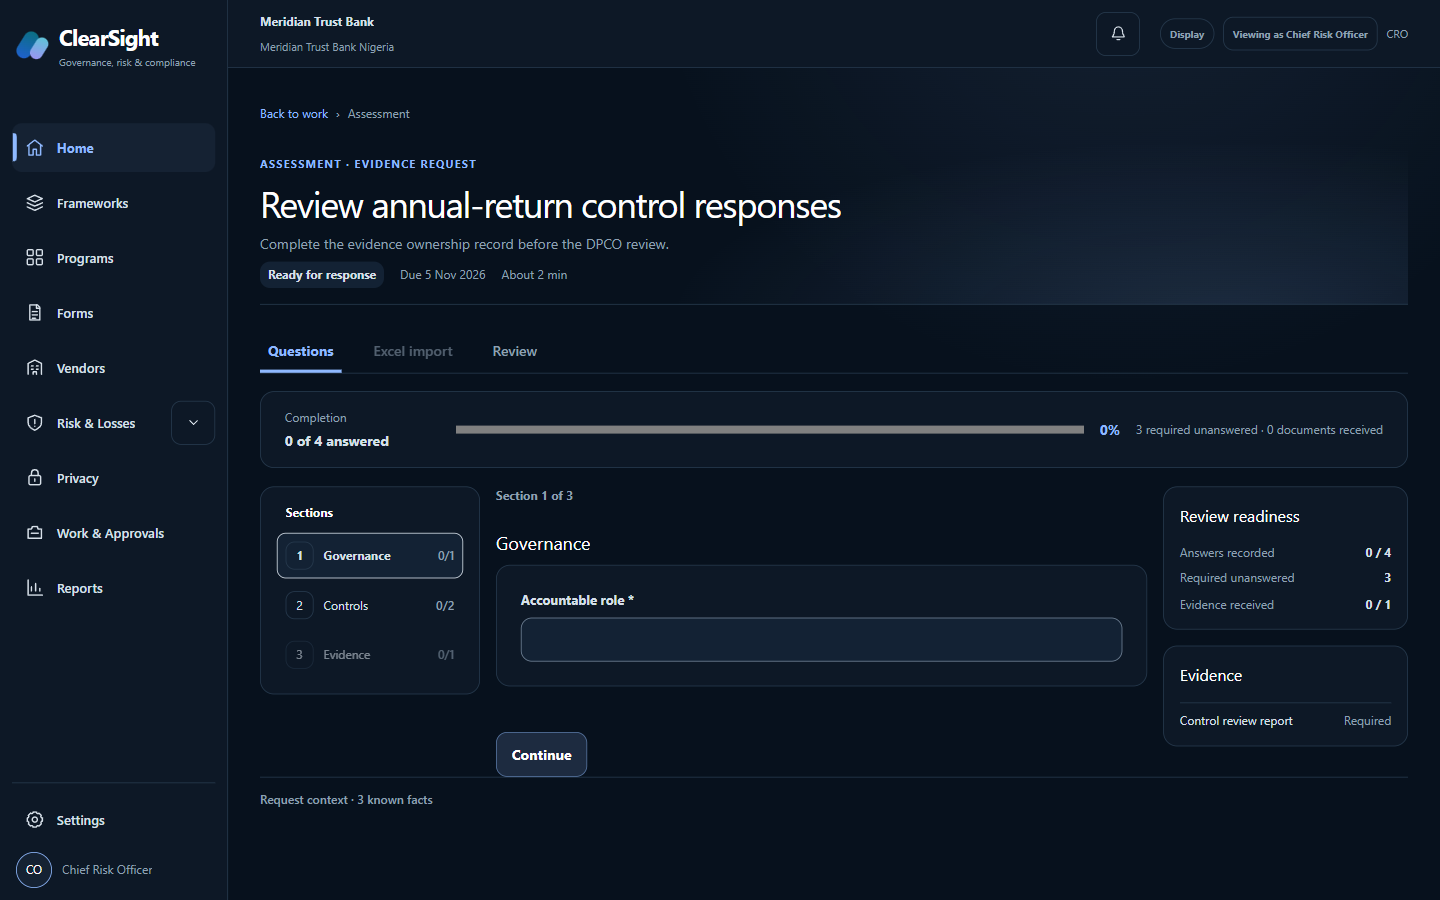 ClearSight
Governance, risk & compliance
Home
Frameworks
Programs
Forms
Vendors
Risk & Losses
Privacy
Work & Approvals
Reports
Settings
CO
Chief Risk Officer
Meridian Trust Bank
Meridian Trust Bank Nigeria
Display
Viewing as Chief Risk Officer
CRO
Back to work › Assessment
ASSESSMENT · EVIDENCE REQUEST
Review annual-return control responses
Complete the evidence ownership record before the DPCO review.
Ready for response Due 5 Nov 2026 About 2 min
Questions Excel import Review
Completion
0 of 4 answered
0% 3 required unanswered · 0 documents received
Sections
1 Governance 0/1
2 Controls 0/2
3 Evidence 0/1
Section 1 of 3
Governance
Accountable role *
Continue
Review readiness
Answers recorded 0 / 4
Required unanswered 3
Evidence received 0 / 1
Evidence
Control review report Required
Request context · 3 known facts